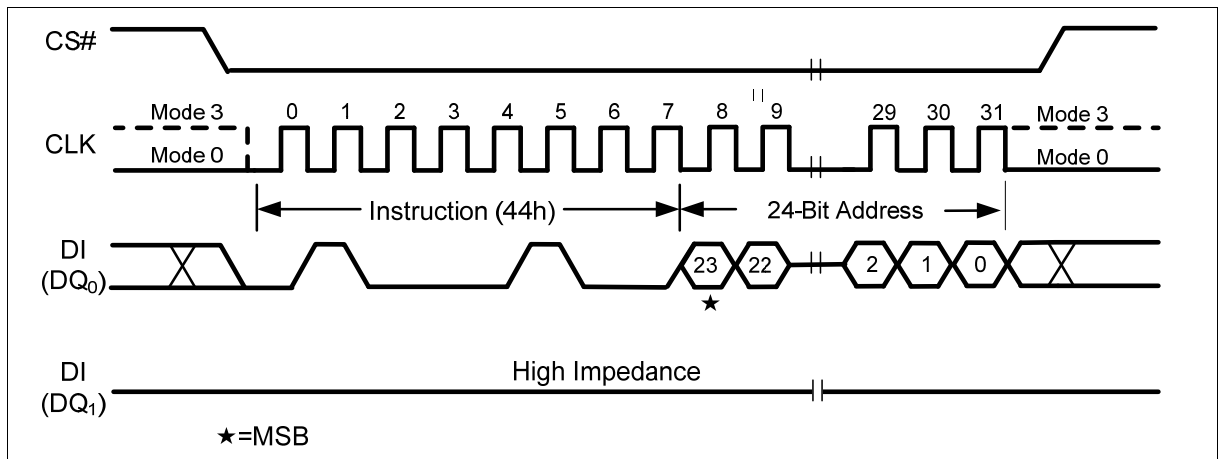 CS#
Mode 3
0 1 2 3 4 5 6 7 8 9 29 30 31
Mode 3
CLK
Mode 0
Mode 0
Instruction (44h)
24-Bit Address
DI
(DQ₀)
23 22 2 1 0
★
High Impedance
DI
(DQ₁)
★=MSB